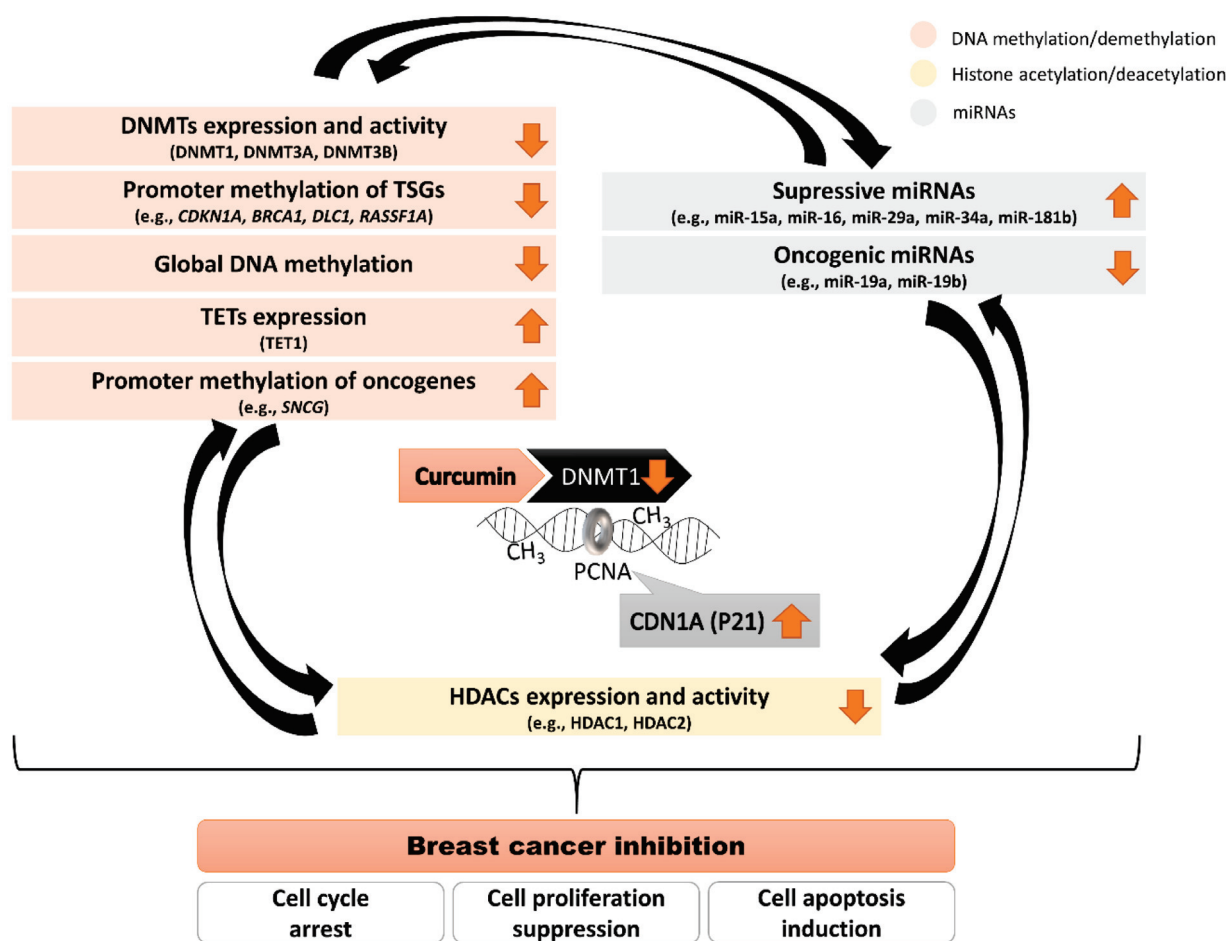 DNA methylation/demethylation
Histone acetylation/deacetylation
miRNAs
DNMTs expression and activity
(DNMT1, DNMT3A, DNMT3B)
Promoter methylation of TSGs
(e.g., CDKN1A, BRCA1, DLC1, RASSF1A)
Global DNA methylation
TETs expression
(TET1)
Promoter methylation of oncogenes
(e.g., SNCG)
Supressive miRNAs
(e.g., miR-15a, miR-16, miR-29a, miR-34a, miR-181b)
Oncogenic miRNAs
(e.g., miR-19a, miR-19b)
Curcumin
DNMT1
CH3
CH3
PCNA
CDN1A (P21)
HDACs expression and activity
(e.g., HDAC1, HDAC2)
Breast cancer inhibition
Cell cycle
arrest
Cell proliferation
suppression
Cell apoptosis
induction